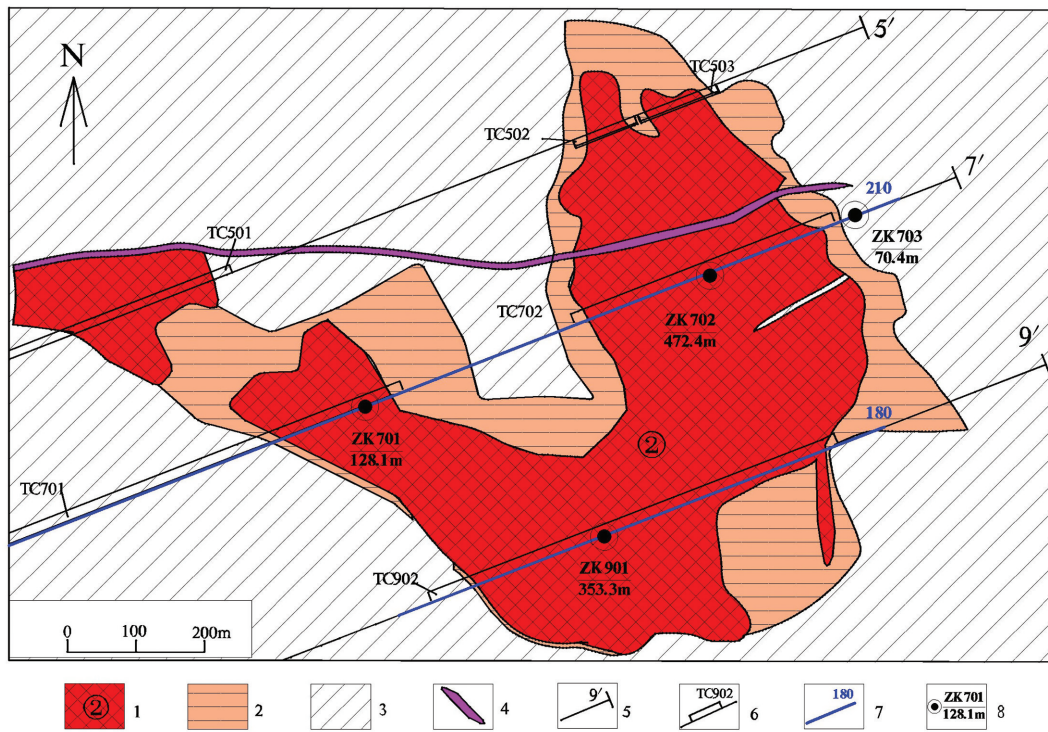 5′
N
TC503
TC502
7′
210
TC501
ZK703
70.4m
TC702
ZK702
472.4m
9′
180
ZK701
128.1m
②
TC701
ZK901
353.3m
TC902
0 100 200m
② 1
2
3
4
9′ 5
TC902 6
180 7
ZK701
128.1m 8